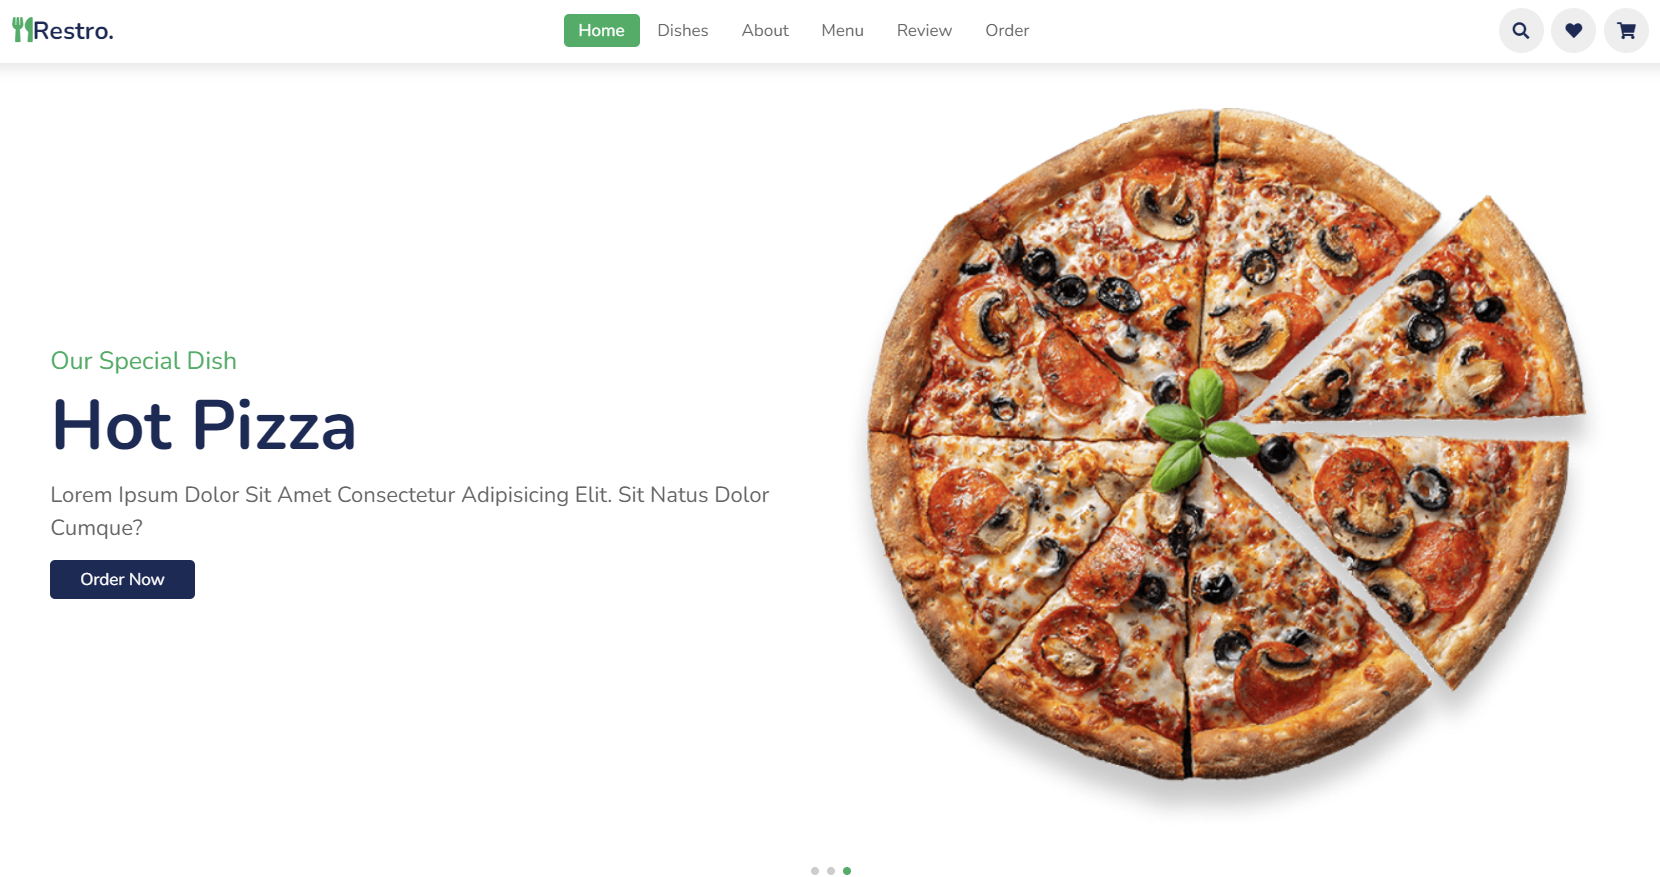 Restro.
Home
Dishes
About
Menu
Review
Order
Our Special Dish
Hot Pizza
Lorem Ipsum Dolor Sit Amet Consectetur Adipisicing Elit. Sit Natus Dolor
Cumque?
Order Now